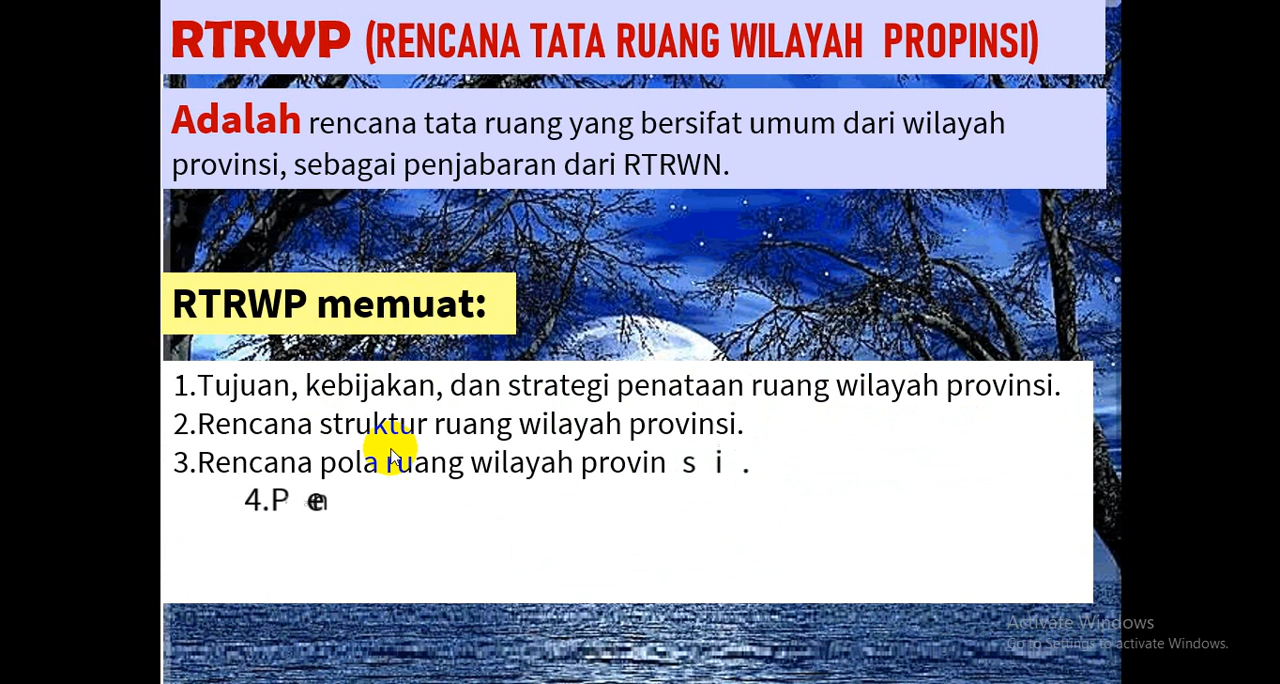 RTRWP (RENCANA TATA RUANG WILAYAH PROPINSI)
Adalah rencana tata ruang yang bersifat umum dari wilayah
provinsi, sebagai penjabaran dari RTRWN.
RTRWP memuat:
1.Tujuan, kebijakan, dan strategi penataan ruang wilayah provinsi.
2.Rencana struktur ruang wilayah provinsi.
3.Rencana pola ruang wilayah provinsi.
4.Pen
Activate Windows
Go to Settings to activate Windows.